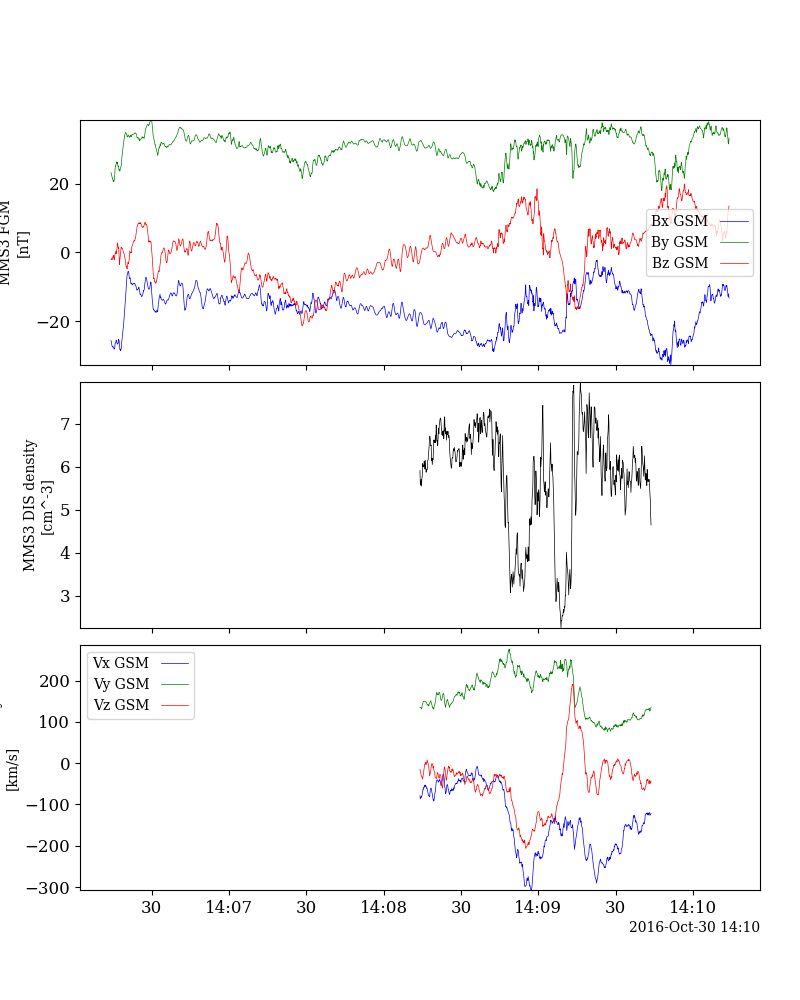 MMS3 FGM
[nT]
20
0
−20
Bx GSM
By GSM
Bz GSM
MMS3 DIS density
[cm^-3]
7
6
5
4
3
Vx GSM
Vy GSM
Vz GSM
[km/s]
200
100
0
−100
−200
−300
30
14:07
30
14:08
30
14:09
30
14:10
2016-Oct-30 14:10